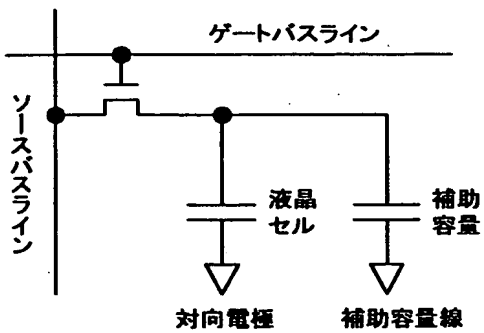 ゲートバスライン
ソースバスライン
液晶
セル
補助
容量
対向電極
補助容量線